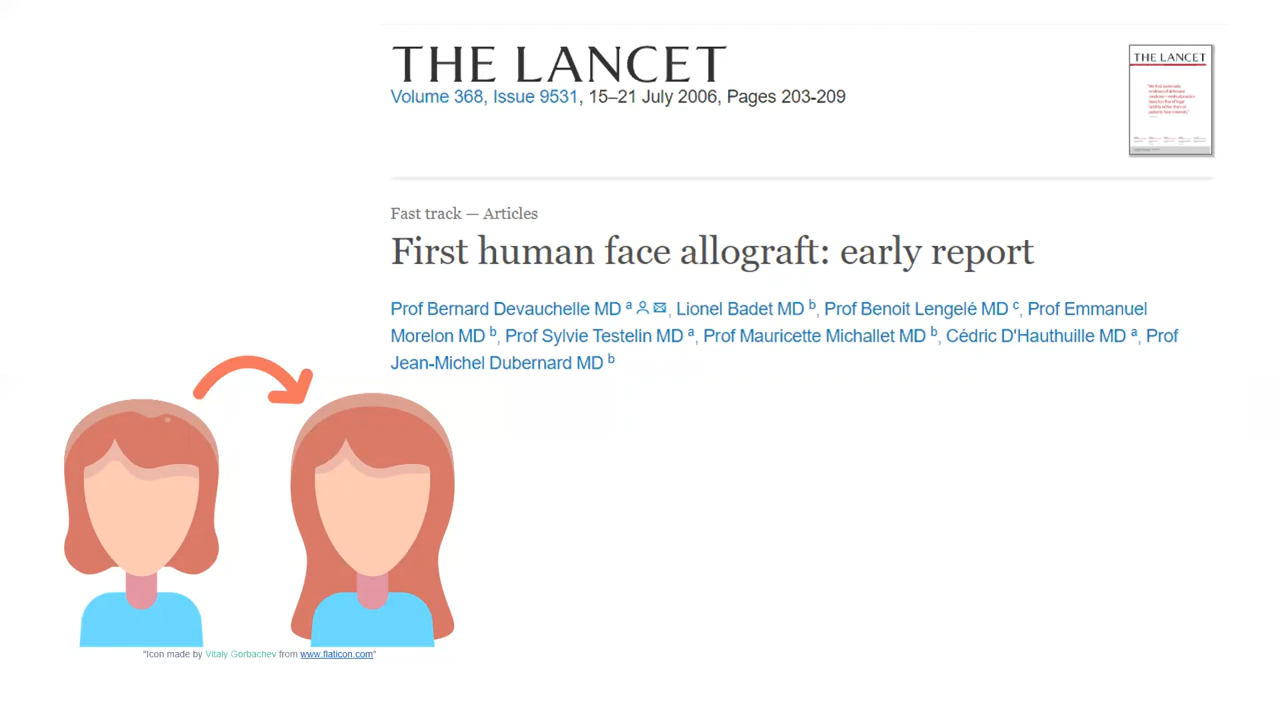 THE LANCET
Volume 368, Issue 9531, 15–21 July 2006, Pages 203-209
THE LANCET
Fast track — Articles
First human face allograft: early report
Prof Bernard Devauchelle MD a, Lionel Badet MD b, Prof Benoit Lengelé MD c, Prof Emmanuel
Morelon MD b, Prof Sylvie Testelin MD a, Prof Mauricette Michallet MD b, Cédric D'Hauthuille MD a, Prof
Jean-Michel Dubernard MD b
"Icon made by Vitaly Gorbachev from www.flaticon.com"